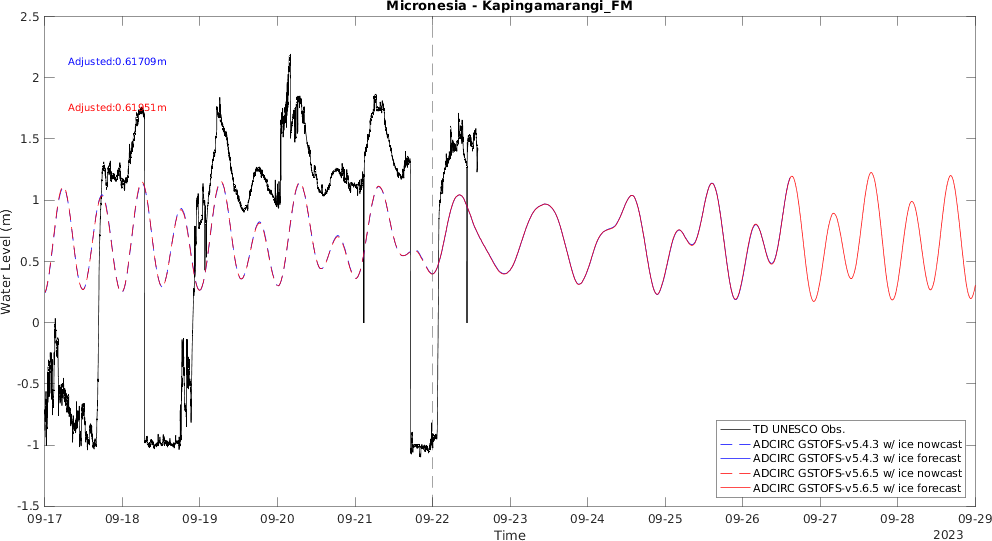 Micronesia - Kapingamarangi_FM
Adjusted:0.61709m
Water Level (m)
2.5
2
1.5
1
0.5
0
-0.5
-1
-1.5
09-17
09-18
09-19
09-20
09-21
09-22
09-23
09-24
09-25
09-26
09-27
09-28
09-29
Time
2023
TD UNESCO Obs.
ADCIRC GSTOFS-v5.4.3 w/ ice nowcast
ADCIRC GSTOFS-v5.4.3 w/ ice forecast
ADCIRC GSTOFS-v5.6.5 w/ ice nowcast
ADCIRC GSTOFS-v5.6.5 w/ ice forecast